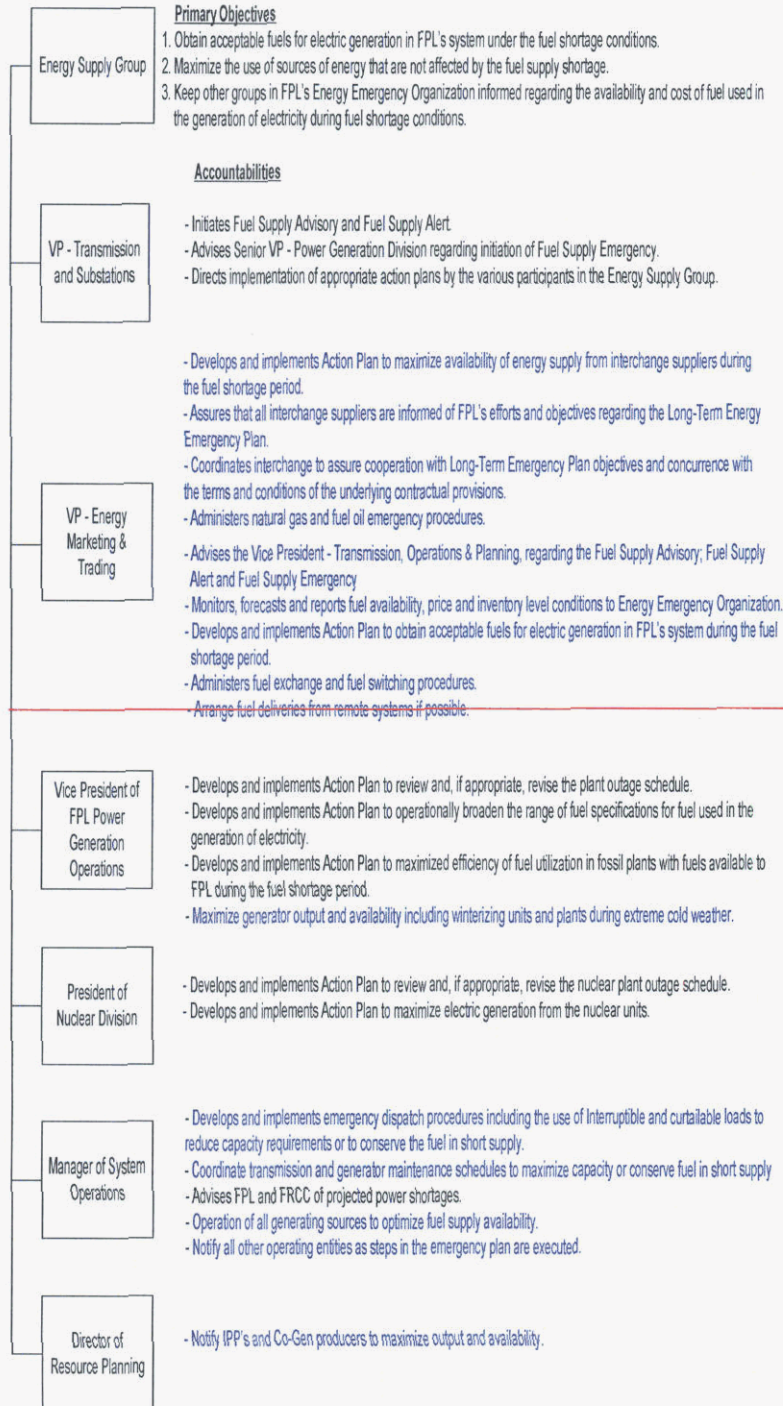 Primary Objectives
Energy Supply Group
1. Obtain acceptable fuels for electric generation in FPL's system under the fuel shortage conditions.
2. Maximize the use of sources of energy that are not affected by the fuel supply shortage.
3. Keep other groups in FPL's Energy Emergency Organization informed regarding the availability and cost of fuel used in
the generation of electricity during fuel shortage conditions.
Accountabilities
VP - Transmission
and Substations
- Initiates Fuel Supply Advisory and Fuel Supply Alert.
- Advises Senior VP - Power Generation Division regarding initiation of Fuel Supply Emergency.
- Directs implementation of appropriate action plans by the various participants in the Energy Supply Group.
VP - Energy
Marketing &
Trading
- Develops and implements Action Plan to maximize availability of energy supply from interchange suppliers during
the fuel shortage period.
- Assures that all interchange suppliers are informed of FPL's efforts and objectives regarding the Long-Term Energy
Emergency Plan.
- Coordinates interchange to assure cooperation with Long-Term Emergency Plan objectives and concurrence with
the terms and conditions of the underlying contractual provisions.
- Administers natural gas and fuel oil emergency procedures.
- Advises the Vice President - Transmission, Operations & Planning, regarding the Fuel Supply Advisory; Fuel Supply
Alert and Fuel Supply Emergency
- Monitors, forecasts and reports fuel availability, price and inventory level conditions to Energy Emergency Organization.
- Develops and implements Action Plan to obtain acceptable fuels for electric generation in FPL's system during the fuel
shortage period.
- Administers fuel exchange and fuel switching procedures.
- Arrange fuel deliveries from remote systems if possible.
Vice President of
FPL Power
Generation
Operations
- Develops and implements Action Plan to review and, if appropriate, revise the plant outage schedule.
- Develops and implements Action Plan to operationally broaden the range of fuel specifications for fuel used in the
generation of electricity.
- Develops and implements Action Plan to maximized efficiency of fuel utilization in fossil plants with fuels available to
FPL during the fuel shortage period.
- Maximize generator output and availability including winterizing units and plants during extreme cold weather.
President of
Nuclear Division
- Develops and implements Action Plan to review and, if appropriate, revise the nuclear plant outage schedule.
- Develops and implements Action Plan to maximize electric generation from the nuclear units.
Manager of System
Operations
- Develops and implements emergency dispatch procedures including the use of Interruptible and curtailable loads to
reduce capacity requirements or to conserve the fuel in short supply.
- Coordinate transmission and generator maintenance schedules to maximize capacity or conserve fuel in short supply
- Advises FPL and FRCC of projected power shortages.
- Operation of all generating sources to optimize fuel supply availability.
- Notify all other operating entities as steps in the emergency plan are executed.
Director of
Resource Planning
- Notify IPP's and Co-Gen producers to maximize output and availability.